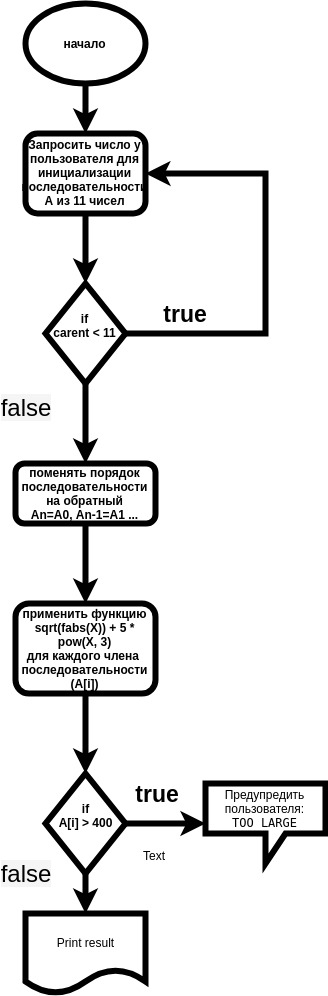 начало
Запросить число у
пользователя для
инициализации
последовательности
А из 11 чисел
if
carent < 11
true
false
поменять порядок
последовательности
на обратный
An=A0, An-1=A1 ...
применить функцию
sqrt(fabs(X)) + 5 *
pow(X, 3)
для каждого члена
последовательности
(A[i])
if
A[i] > 400
true
Предупредить
пользователя:
TOO LARGE
Text
false
Print result